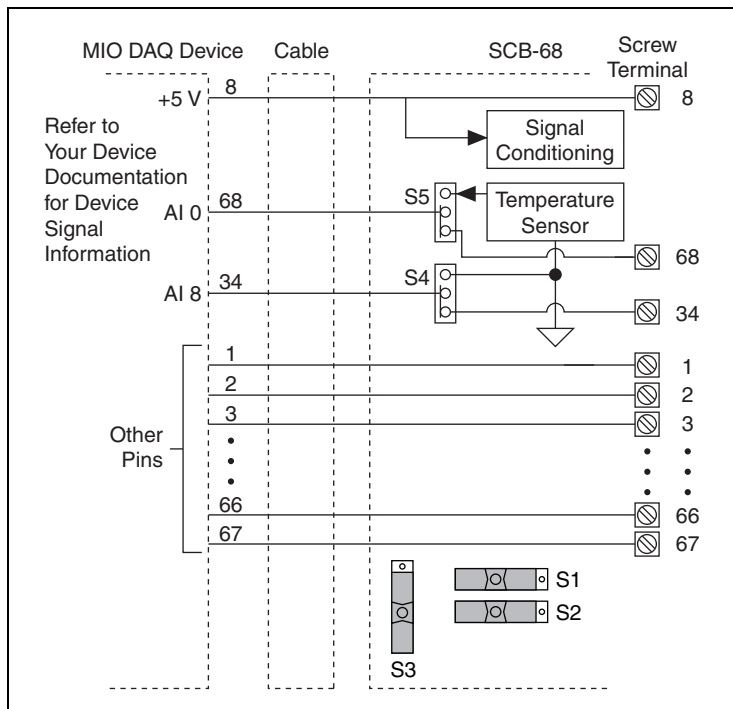 MIO DAQ Device
Cable
SCB-68
Screw
Terminal
+5 V
8
8
Refer to
Your Device
Documentation
for Device
Signal
Information
Signal
Conditioning
AI 0
68
S5
Temperature
Sensor
68
AI 8
34
S4
34
Other
Pins
1
1
2
2
3
3
66
66
67
67
S1
S2
S3